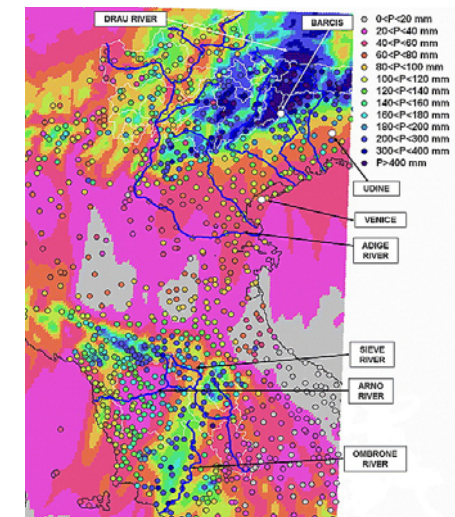 DRAU RIVER
BARCIS
0<P<20 mm
20<P<40 mm
40<P<60 mm
60<P<80 mm
80<P<100 mm
100<P<120 mm
120<P<140 mm
140<P<160 mm
160<P<180 mm
180<P<200 mm
200<P<300 mm
300<P<400 mm
P>400 mm
UDINE
VENICE
ADIGE
RIVER
SIEVE
RIVER
ARNO
RIVER
OMBRONE
RIVER